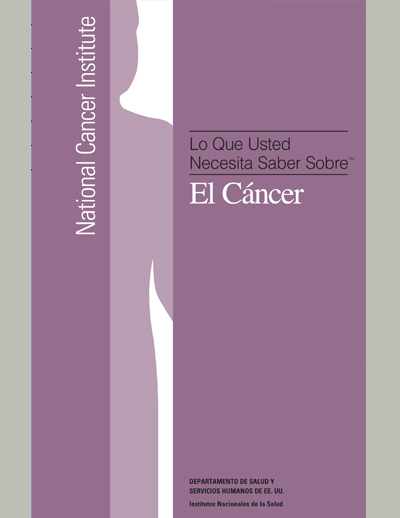 National Cancer Institute
Lo Que Usted
Necesita Saber Sobre™
El Cáncer
DEPARTAMENTO DE SALUD Y
SERVICIOS HUMANOS DE EE. UU.
Institutos Nacionales de la Salud